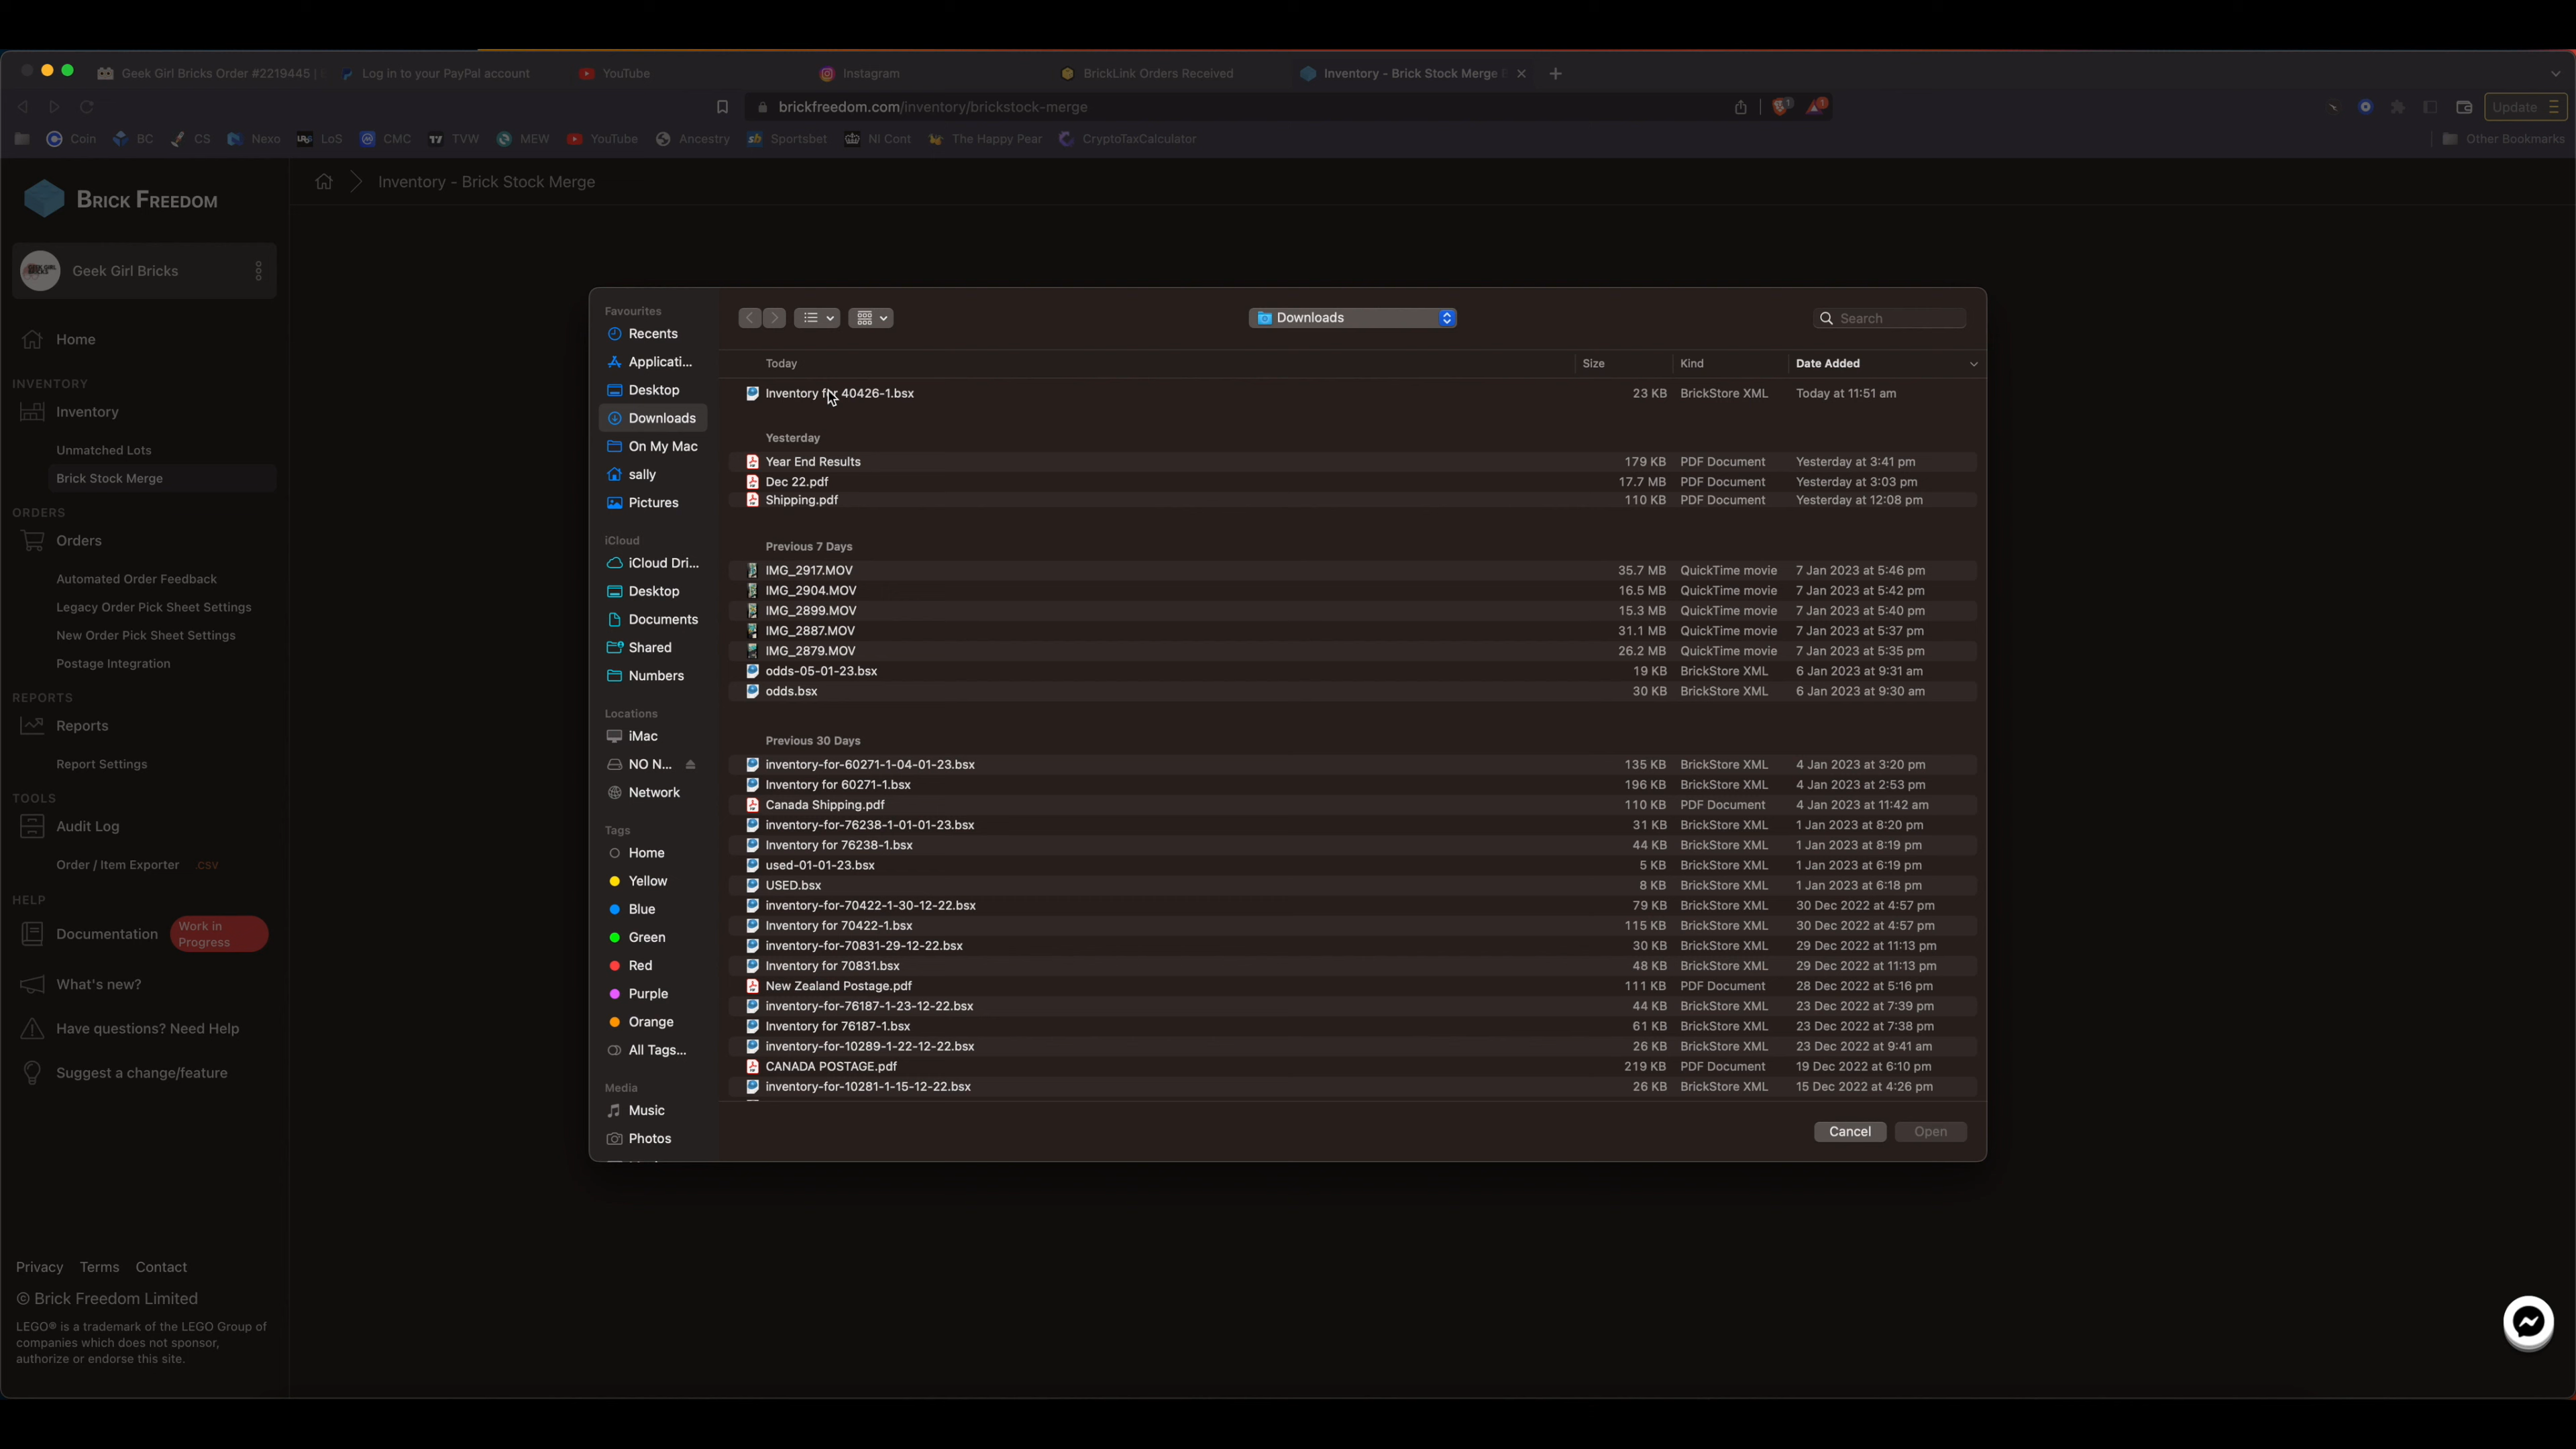 Geek Girl Bricks Order #2219445 |
Log in to your PayPal account
YouTube
Instagram
BrickLink Orders Received
Inventory - Brick Stock Merge
brickfreedom.com/inventory/brickstock-merge
1
1
Update
Coin
BC
CS
Nexo
LoS
CMC
TVW
MEW
YouTube
Ancestry
Sportsbet
NI Cont
The Happy Pear
CryptoTaxCalculator
Other Bookmarks
BRICK FREEDOM
Inventory - Brick Stock Merge
Geek Girl Bricks
Home
INVENTORY
Inventory
Unmatched Lots
Brick Stock Merge
ORDERS
Orders
Automated Order Feedback
Legacy Order Pick Sheet Settings
New Order Pick Sheet Settings
Postage Integration
REPORTS
Reports
Report Settings
TOOLS
Audit Log
Order / Item Exporter .CSV
HELP
Documentation
Work in
Progress
What's new?
Have questions? Need Help
Suggest a change/feature
Privacy Terms Contact
© Brick Freedom Limited
LEGO® is a trademark of the LEGO Group of
companies which does not sponsor,
authorize or endorse this site.
Favourites
Recents
Applicati...
Desktop
Downloads
On My Mac
sally
Pictures
iCloud
iCloud Dri...
Desktop
Documents
Shared
Numbers
Locations
iMac
NO N...
Network
Tags
Home
Yellow
Blue
Green
Red
Purple
Orange
All Tags...
Media
Music
Photos
Downloads
Search
Today Size Kind Date Added
Inventory for 40426-1.bsx 23 KB BrickStore XML Today at 11:51 am
Yesterday
Year End Results 179 KB PDF Document Yesterday at 3:41 pm
Dec 22.pdf 17.7 MB PDF Document Yesterday at 3:03 pm
Shipping.pdf 110 KB PDF Document Yesterday at 12:08 pm
Previous 7 Days
IMG_2917.MOV 35.7 MB QuickTime movie 7 Jan 2023 at 5:46 pm
IMG_2904.MOV 16.5 MB QuickTime movie 7 Jan 2023 at 5:42 pm
IMG_2899.MOV 15.3 MB QuickTime movie 7 Jan 2023 at 5:40 pm
IMG_2887.MOV 31.1 MB QuickTime movie 7 Jan 2023 at 5:37 pm
IMG_2879.MOV 26.2 MB QuickTime movie 7 Jan 2023 at 5:35 pm
odds-05-01-23.bsx 19 KB BrickStore XML 6 Jan 2023 at 9:31 am
odds.bsx 30 KB BrickStore XML 6 Jan 2023 at 9:30 am
Previous 30 Days
inventory-for-60271-1-04-01-23.bsx 135 KB BrickStore XML 4 Jan 2023 at 3:20 pm
Inventory for 60271-1.bsx 196 KB BrickStore XML 4 Jan 2023 at 2:53 pm
Canada Shipping.pdf 110 KB PDF Document 4 Jan 2023 at 11:42 am
inventory-for-76238-1-01-01-23.bsx 31 KB BrickStore XML 1 Jan 2023 at 8:20 pm
Inventory for 76238-1.bsx 44 KB BrickStore XML 1 Jan 2023 at 8:19 pm
used-01-01-23.bsx 5 KB BrickStore XML 1 Jan 2023 at 6:19 pm
USED.bsx 8 KB BrickStore XML 1 Jan 2023 at 6:18 pm
inventory-for-70422-1-30-12-22.bsx 79 KB BrickStore XML 30 Dec 2022 at 4:57 pm
Inventory for 70422-1.bsx 115 KB BrickStore XML 30 Dec 2022 at 4:57 pm
inventory-for-70831-29-12-22.bsx 30 KB BrickStore XML 29 Dec 2022 at 11:13 pm
Inventory for 70831.bsx 48 KB BrickStore XML 29 Dec 2022 at 11:13 pm
New Zealand Postage.pdf 111 KB PDF Document 28 Dec 2022 at 5:16 pm
inventory-for-76187-1-23-12-22.bsx 44 KB BrickStore XML 23 Dec 2022 at 7:39 pm
Inventory for 76187-1.bsx 61 KB BrickStore XML 23 Dec 2022 at 7:38 pm
inventory-for-10289-1-22-12-22.bsx 26 KB BrickStore XML 23 Dec 2022 at 9:41 am
CANADA POSTAGE.pdf 219 KB PDF Document 19 Dec 2022 at 6:10 pm
inventory-for-10281-1-15-12-22.bsx 26 KB BrickStore XML 15 Dec 2022 at 4:26 pm
Cancel Open